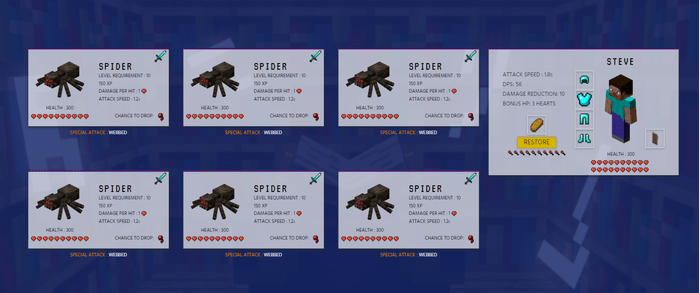 SPIDER
LEVEL REQUIREMENT : 10
150 XP
DAMAGE PER HIT : 1
ATTACK SPEED : 1.2s
HEALTH : 300
CHANCE TO DROP:
SPECIAL ATTACK : WEBBED
SPIDER
LEVEL REQUIREMENT : 10
150 XP
DAMAGE PER HIT : 1
ATTACK SPEED : 1.2s
HEALTH : 300
CHANCE TO DROP:
SPECIAL ATTACK : WEBBED
SPIDER
LEVEL REQUIREMENT : 10
150 XP
DAMAGE PER HIT : 1
ATTACK SPEED : 1.2s
HEALTH : 300
CHANCE TO DROP:
SPECIAL ATTACK : WEBBED
STEVE
ATTACK SPEED : 1.8s
DPS: 56
DAMAGE REDUCTION: 10
BONUS HP: 3 HEARTS
RESTORE
HEALTH : 300
SPIDER
LEVEL REQUIREMENT : 10
150 XP
DAMAGE PER HIT : 1
ATTACK SPEED : 1.2s
HEALTH : 300
CHANCE TO DROP:
SPECIAL ATTACK : WEBBED
SPIDER
LEVEL REQUIREMENT : 10
150 XP
DAMAGE PER HIT : 1
ATTACK SPEED : 1.2s
HEALTH : 300
CHANCE TO DROP:
SPECIAL ATTACK : WEBBED
SPIDER
LEVEL REQUIREMENT : 10
150 XP
DAMAGE PER HIT : 1
ATTACK SPEED : 1.2s
HEALTH : 300
CHANCE TO DROP:
SPECIAL ATTACK : WEBBED